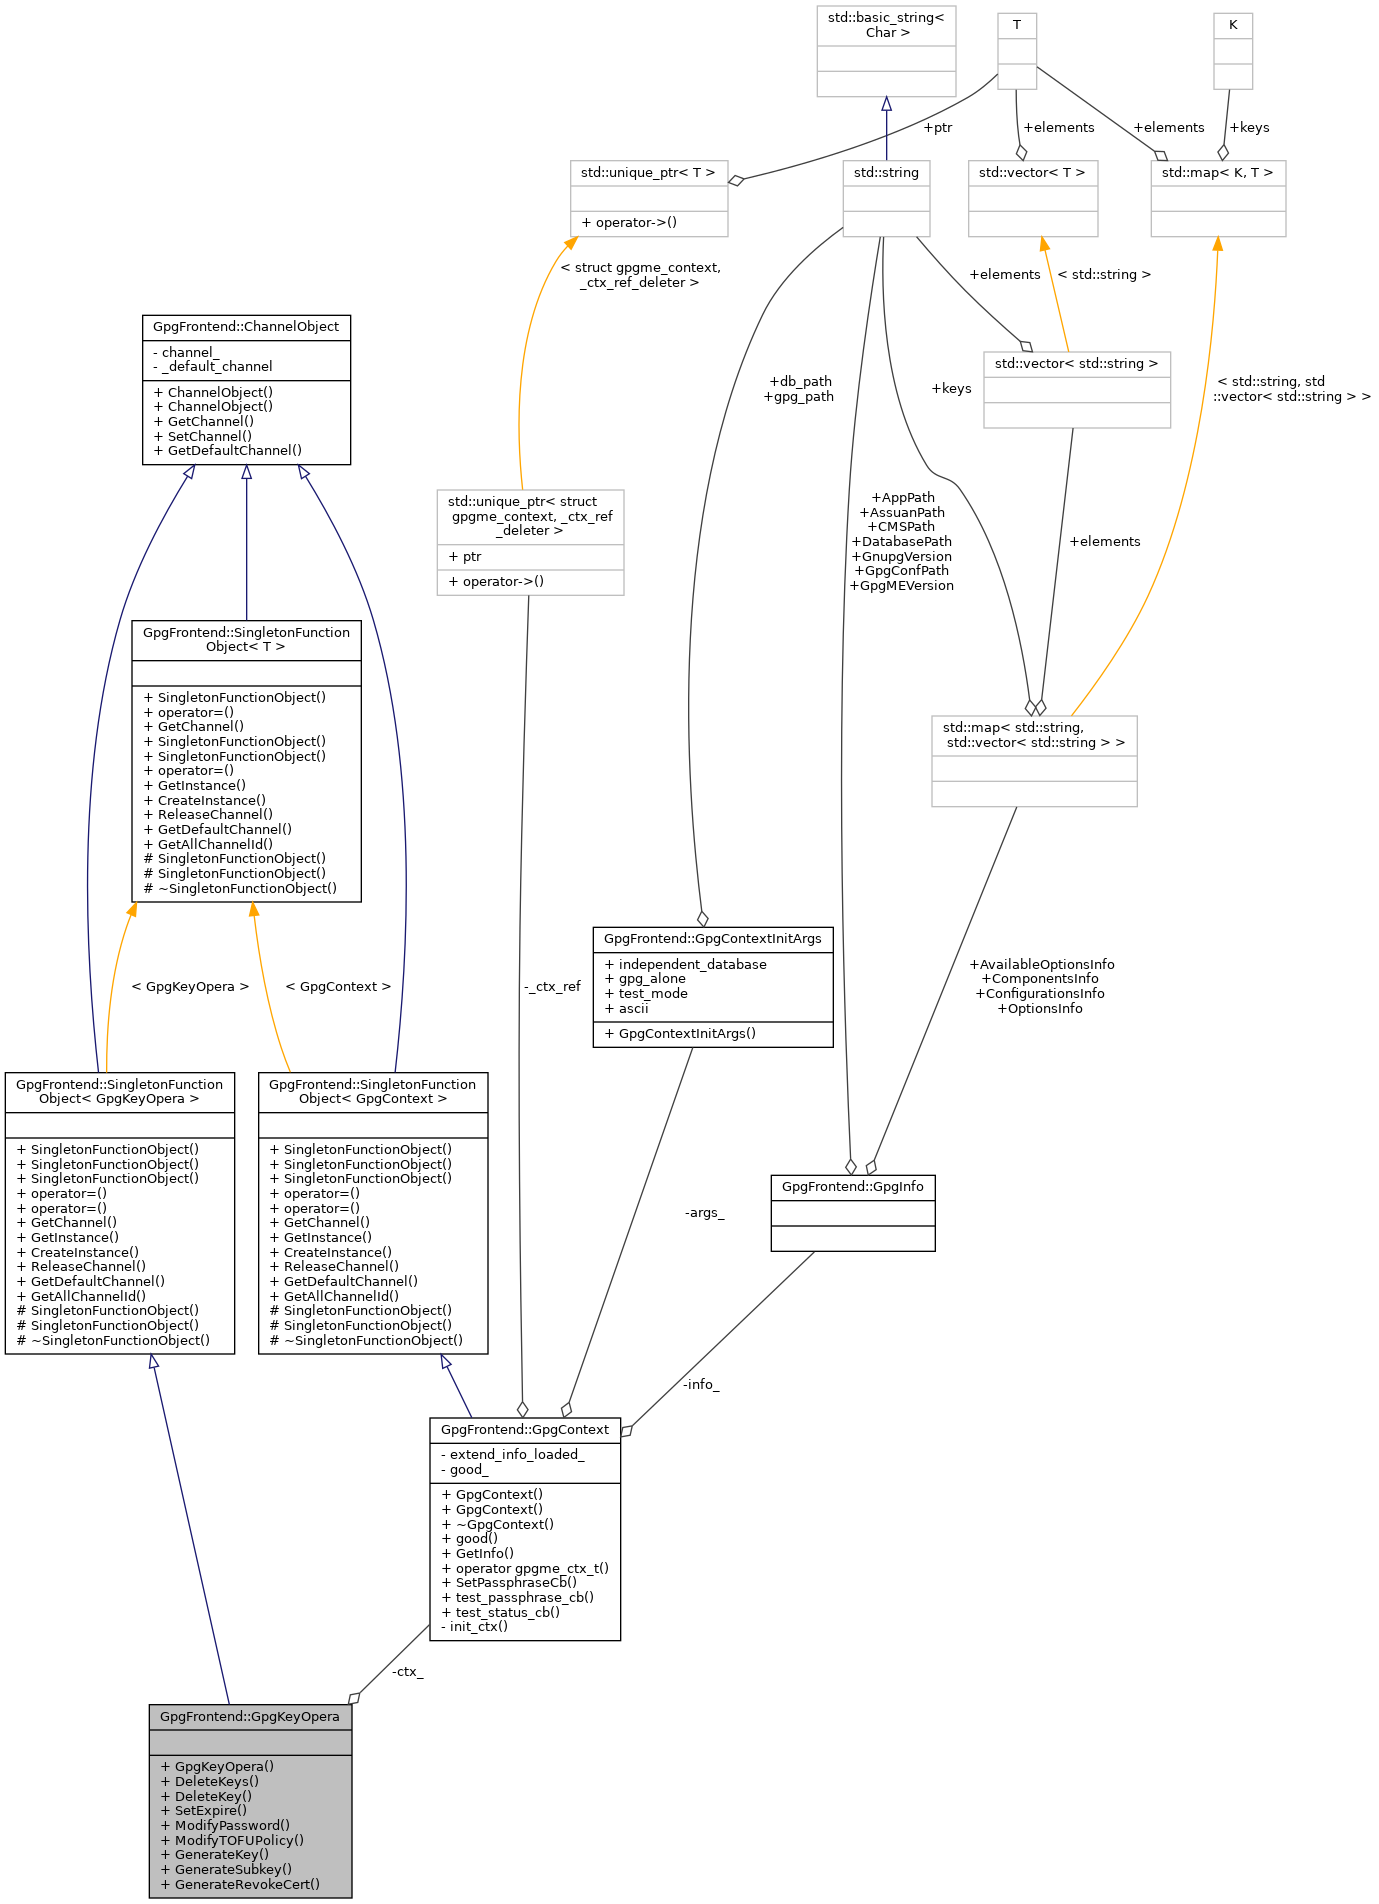 std::basic_string<
Char >
T
K
+ptr
+elements
+elements
+keys
std::unique_ptr< T >
+ operator->()
std::string
std::vector< T >
std::map< K, T >
< struct gpgme_context,
_ctx_ref_deleter >
+elements
< std::string >
GpgFrontend::ChannelObject
- channel_
- _default_channel
+ ChannelObject()
+ ChannelObject()
+ GetChannel()
+ SetChannel()
+ GetDefaultChannel()
std::vector< std::string >
+db_path
+gpg_path
+keys
< std::string, std
::vector< std::string > >
std::unique_ptr< struct
gpgme_context, _ctx_ref
_deleter >
+ ptr
+ operator->()
+AppPath
+AssuanPath
+CMSPath
+DatabasePath
+GnupgVersion
+GpgConfPath
+GpgMEVersion
+elements
GpgFrontend::SingletonFunction
Object< T >
+ SingletonFunctionObject()
+ operator=()
+ GetChannel()
+ SingletonFunctionObject()
+ SingletonFunctionObject()
+ operator=()
+ GetInstance()
+ CreateInstance()
+ ReleaseChannel()
+ GetDefaultChannel()
+ GetAllChannelId()
# SingletonFunctionObject()
# SingletonFunctionObject()
# ~SingletonFunctionObject()
std::map< std::string,
std::vector< std::string > >
GpgFrontend::GpgContextInitArgs
+ independent_database
+ gpg_alone
+ test_mode
+ ascii
+ GpgContextInitArgs()
< GpgKeyOpera >
< GpgContext >
-_ctx_ref
+AvailableOptionsInfo
+ComponentsInfo
+ConfigurationsInfo
+OptionsInfo
GpgFrontend::SingletonFunction
Object< GpgKeyOpera >
+ SingletonFunctionObject()
+ SingletonFunctionObject()
+ SingletonFunctionObject()
+ operator=()
+ operator=()
+ GetChannel()
+ GetInstance()
+ CreateInstance()
+ ReleaseChannel()
+ GetDefaultChannel()
+ GetAllChannelId()
# SingletonFunctionObject()
# SingletonFunctionObject()
# ~SingletonFunctionObject()
GpgFrontend::SingletonFunction
Object< GpgContext >
+ SingletonFunctionObject()
+ SingletonFunctionObject()
+ SingletonFunctionObject()
+ operator=()
+ operator=()
+ GetChannel()
+ GetInstance()
+ CreateInstance()
+ ReleaseChannel()
+ GetDefaultChannel()
+ GetAllChannelId()
# SingletonFunctionObject()
# SingletonFunctionObject()
# ~SingletonFunctionObject()
-args_
GpgFrontend::GpgInfo
-info_
GpgFrontend::GpgContext
- extend_info_loaded_
- good_
+ GpgContext()
+ GpgContext()
+ ~GpgContext()
+ good()
+ GetInfo()
+ operator gpgme_ctx_t()
+ SetPassphraseCb()
+ test_passphrase_cb()
+ test_status_cb()
- init_ctx()
-ctx_
GpgFrontend::GpgKeyOpera
+ GpgKeyOpera()
+ DeleteKeys()
+ DeleteKey()
+ SetExpire()
+ ModifyPassword()
+ ModifyTOFUPolicy()
+ GenerateKey()
+ GenerateSubkey()
+ GenerateRevokeCert()